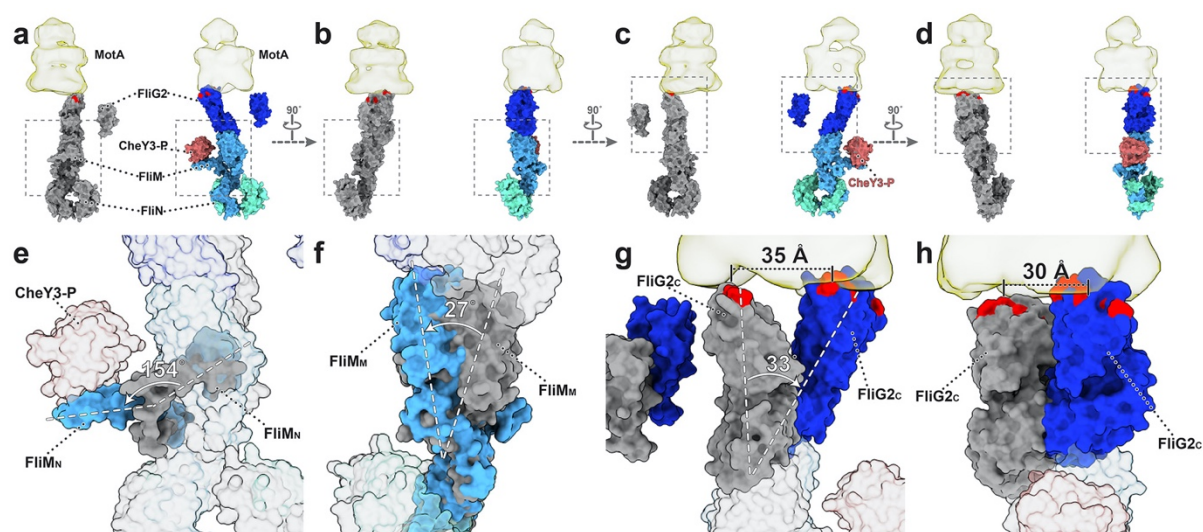 a
MotA
MotA
FliG2
CheY3-P
FliM
FliN
b
90°
c
CheY3-P
90°
d
e
CheY3-P
154°
FliMN
FliMN
f
27°
FliMM
FliMM
g
35 Å
FliG2C
33°
FliG2C
h
30 Å
FliG2C
FliG2C